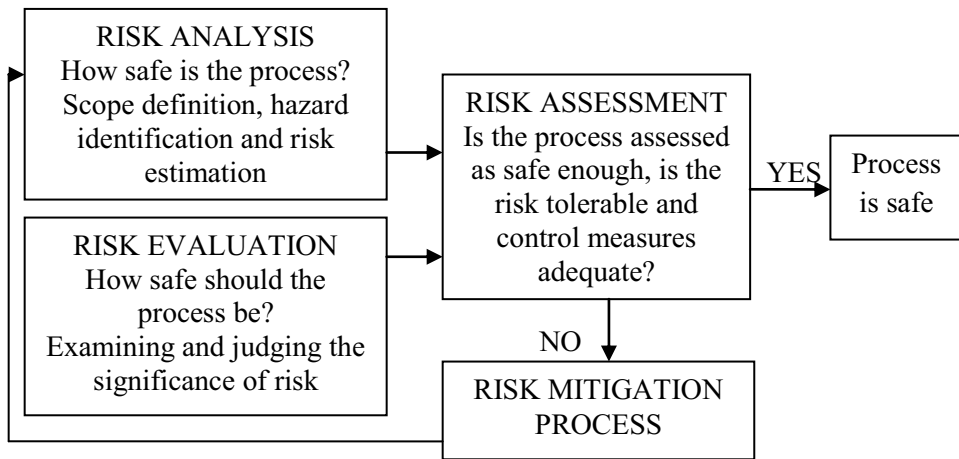 RISK ANALYSIS
How safe is the process?
Scope definition, hazard
identification and risk
estimation
RISK EVALUATION
How safe should the
process be?
Examining and judging the
significance of risk
RISK ASSESSMENT
Is the process assessed
as safe enough, is the
risk tolerable and
control measures
adequate?
YES
Process
is safe
NO
RISK MITIGATION
PROCESS